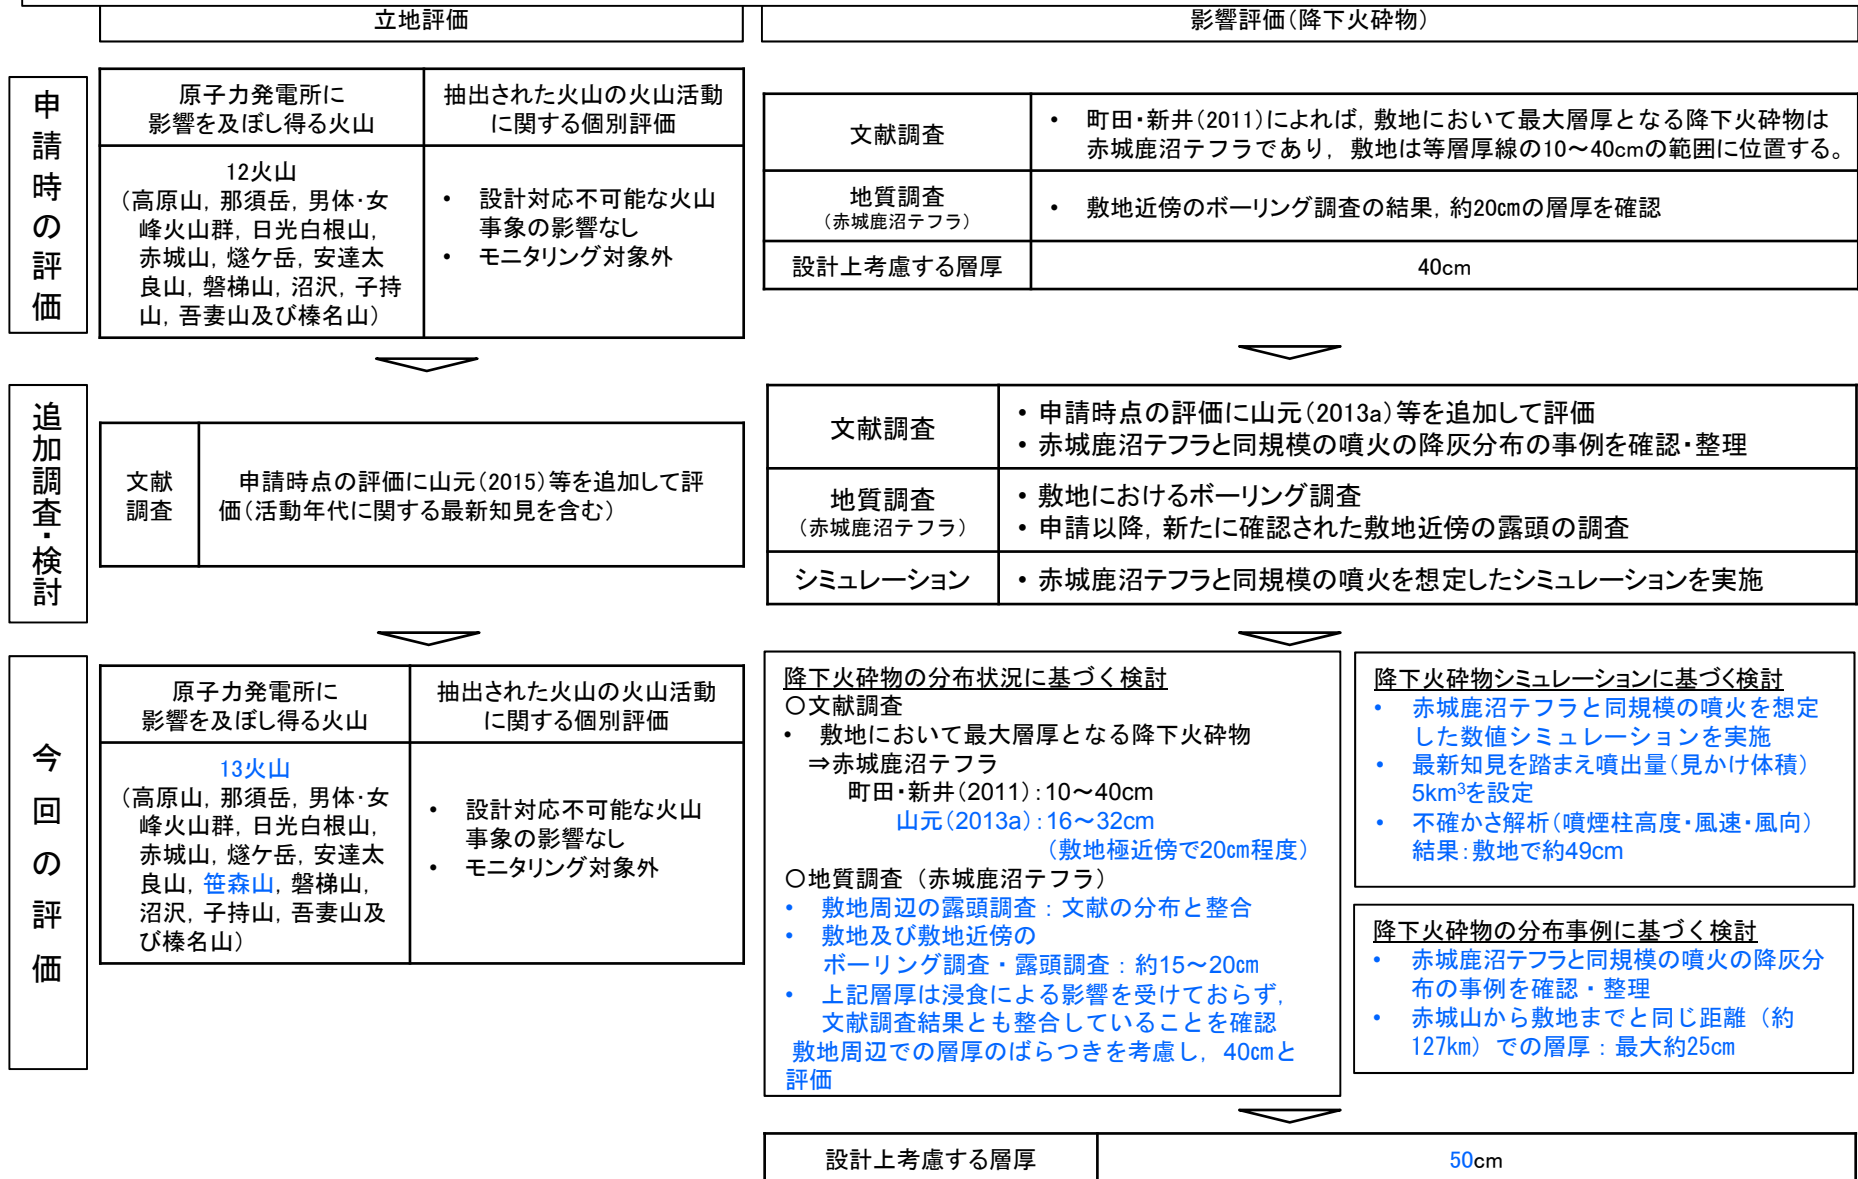 立地評価
影響評価(降下火砕物)
申請時の評価
原子力発電所に
影響を及ぼし得る火山
抽出された火山の火山活動
に関する個別評価
12火山
(高原山, 那須岳, 男体・女
峰火山群, 日光白根山,
赤城山, 燧ケ岳, 安達太
良山, 磐梯山, 沼沢, 子持
山, 吾妻山及び榛名山)
• 設計対応不可能な火山
事象の影響なし
• モニタリング対象外
文献調査
• 町田・新井(2011)によれば, 敷地において最大層厚となる降下火砕物は
赤城鹿沼テフラであり, 敷地は等層厚線の10~40cmの範囲に位置する。
地質調査
(赤城鹿沼テフラ)
• 敷地近傍のボーリング調査の結果, 約20㎝の層厚を確認
設計上考慮する層厚
40cm
追加調査・検討
文献
調査
申請時点の評価に山元(2015)等を追加して評
価(活動年代に関する最新知見を含む)
文献調査
• 申請時点の評価に山元(2013a)等を追加して評価
• 赤城鹿沼テフラと同規模の噴火の降灰分布の事例を確認・整理
地質調査
(赤城鹿沼テフラ)
• 敷地におけるボーリング調査
• 申請以降, 新たに確認された敷地近傍の露頭の調査
シミュレーション
• 赤城鹿沼テフラと同規模の噴火を想定したシミュレーションを実施
今回の評価
原子力発電所に
影響を及ぼし得る火山
抽出された火山の火山活動
に関する個別評価
13火山
(高原山, 那須岳, 男体・女
峰火山群, 日光白根山,
赤城山, 燧ケ岳, 安達太
良山, 笹森山, 磐梯山,
沼沢, 子持山, 吾妻山及
び榛名山)
• 設計対応不可能な火山
事象の影響なし
• モニタリング対象外
降下火砕物の分布状況に基づく検討
○文献調査
• 敷地において最大層厚となる降下火砕物
⇒赤城鹿沼テフラ
町田・新井(2011):10~40cm
山元(2013a):16~32cm
(敷地極近傍で20㎝程度)
○地質調査 (赤城鹿沼テフラ)
• 敷地周辺の露頭調査:文献の分布と整合
• 敷地及び敷地近傍の
ボーリング調査・露頭調査:約15~20㎝
• 上記層厚は浸食による影響を受けておらず,
文献調査結果とも整合していることを確認
敷地周辺での層厚のばらつきを考慮し, 40㎝と
評価
降下火砕物シミュレーションに基づく検討
• 赤城鹿沼テフラと同規模の噴火を想定
した数値シミュレーションを実施
• 最新知見を踏まえ噴出量(見かけ体積)
5km³を設定
• 不確かさ解析(噴煙柱高度・風速・風向)
結果:敷地で約49cm
降下火砕物の分布事例に基づく検討
• 赤城鹿沼テフラと同規模の噴火の降灰分
布の事例を確認・整理
• 赤城山から敷地までと同じ距離(約
127km)での層厚:最大約25㎝
設計上考慮する層厚
50cm